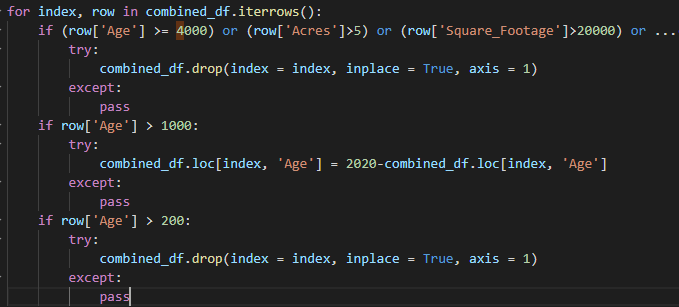 for index, row in combined_df.iterrows():
    if (row['Age'] >= 4000) or (row['Acres']>5) or (row['Square_Footage']>20000) or ...
        try:
            combined_df.drop(index = index, inplace = True, axis = 1)
        except:
            pass
    if row['Age'] > 1000:
        try:
            combined_df.loc[index, 'Age'] = 2020-combined_df.loc[index, 'Age']
        except:
            pass
    if row['Age'] > 200:
        try:
            combined_df.drop(index = index, inplace = True, axis = 1)
        except:
            pass